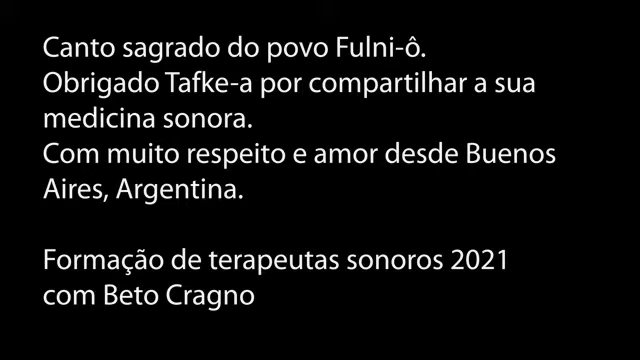 Canto sagrado do povo Fulni-ô.
Obrigado Tafke-a por compartilhar a sua
medicina sonora.
Com muito respeito e amor desde Buenos
Aires, Argentina.
Formação de terapeutas sonoros 2021
com Beto Cragno